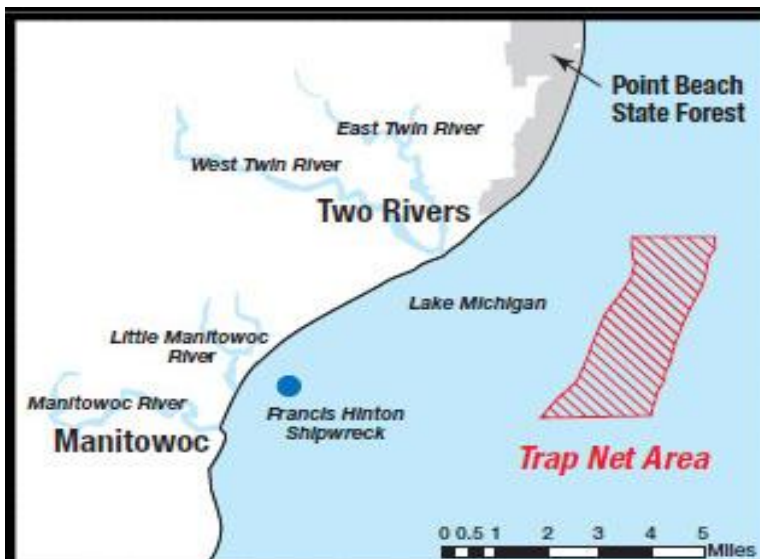 Point Beach
State Forest
East Twin River
West Twin River
Two Rivers
Lake Michigan
Little Manitowoc
River
Manitowoc River
Francis Hinton
Shipwreck
Manitowoc
Trap Net Area
0 0.5 1 2 3 4 5
Miles